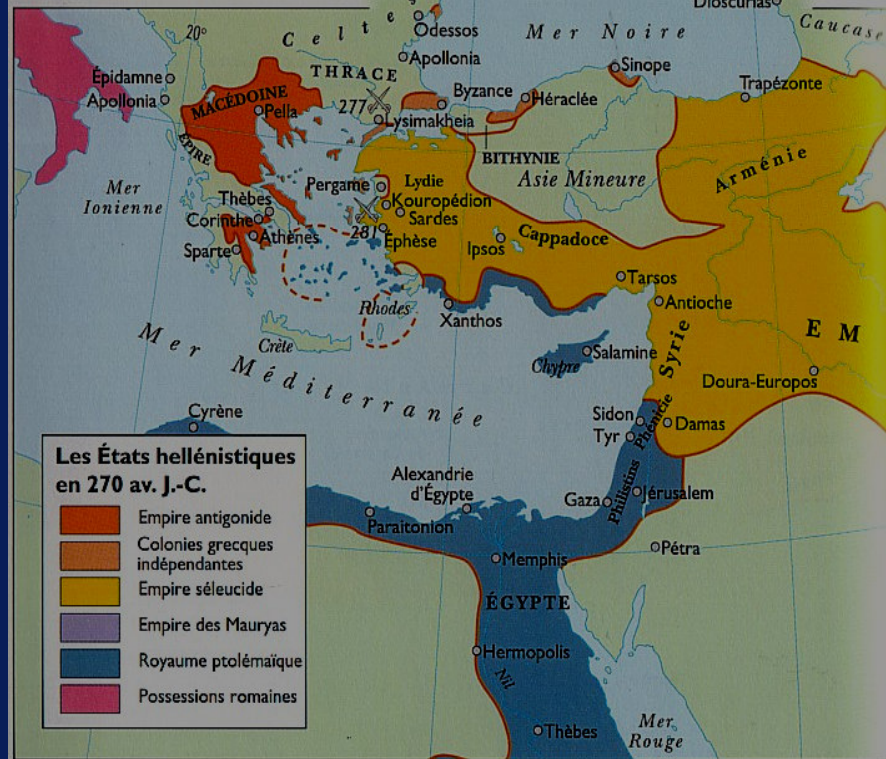 Dioscurias
Caucase
20°
Celtes
Odessos
Mer Noire
Apollonia
THRACE
Sinope
Épidamne
Trapézonte
Byzance
Héraclée
Apollonia
MACÉDOINE
Pella
277
Lysimakheia
ÉPIRE
BITHYNIE
Arménie
Asie Mineure
Mer
Ionienne
Pergame
Lydie
Thèbes
Kouropédion
Sardes
Corinthe
Athènes
281
Éphèse
Ipsos
Cappadoce
Sparte
Tarsos
Antioche
Rhodes
Xanthos
E M
Crète
Mer Méditerranée
Chypre
Salamine
Syrie
Doura-Europos
Cyrène
Sidon
Phénicie
Damas
Tyr
Les États hellénistiques
en 270 av. J.-C.
Empire antigonide
Colonies grecques
indépendantes
Empire séleucide
Empire des Mauryas
Royaume ptolémaïque
Possessions romaines
Alexandrie
d'Égypte
Gaza
Philistins
Jérusalem
Paraitonion
Memphis
Pétra
ÉGYPTE
Hermopolis
Nil
Mer
Rouge
Thèbes